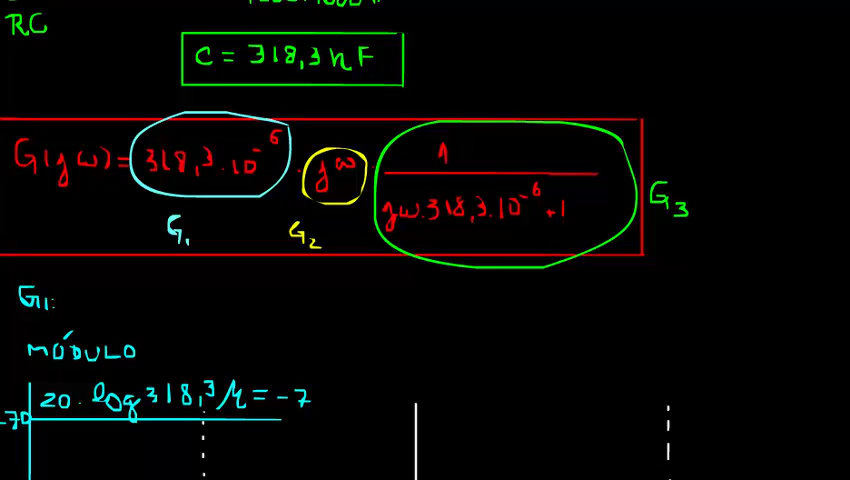 RC
C = 318,3 nF
G(jω) = 318,3·10⁻⁶ · jω · 1 / (jω·318,3·10⁻⁶ + 1)
G3
G1
G2
G1:
MÓDULO
20·log 318,3μ = -7
-70